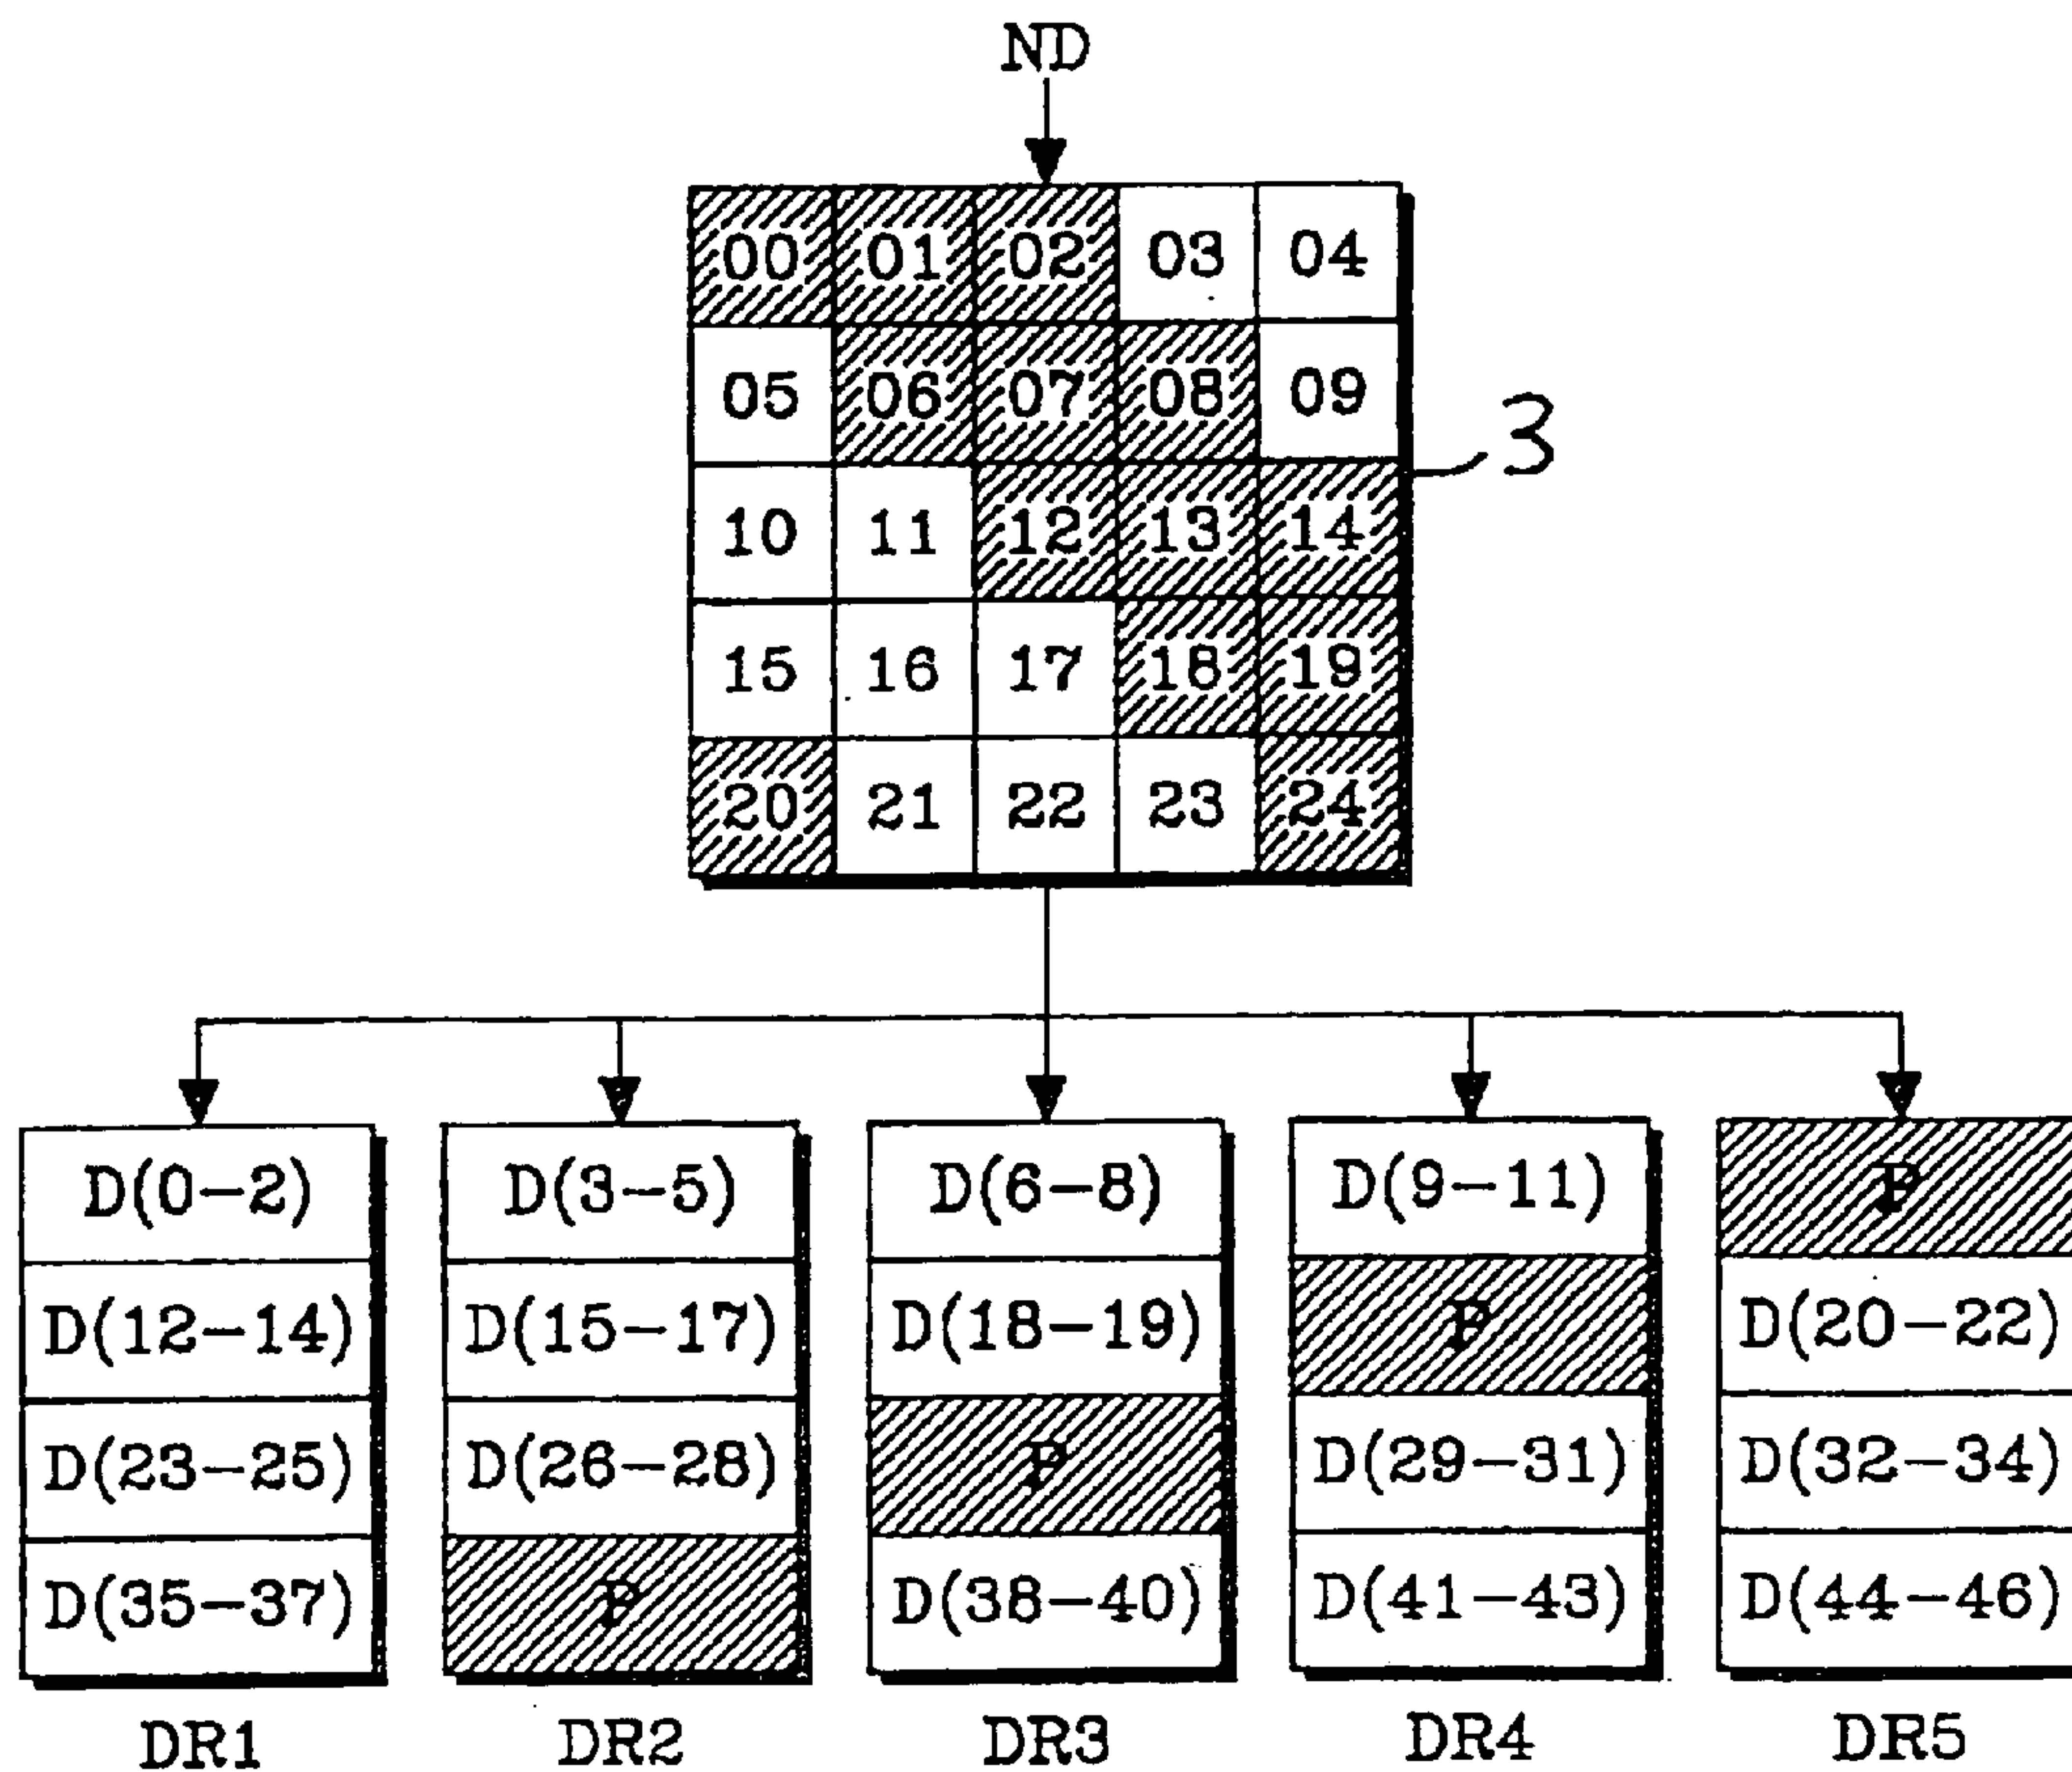 ND
00 01 02 03 04
05 06 07 08 09
3
10 11 12 13 14
15 16 17 18 19
20 21 22 23 24
D(0-2) D(3-5) D(6-8) D(9-11) P
D(12-14) D(15-17) D(18-19) P D(20-22)
D(23-25) D(26-28) P D(29-31) D(32-34)
D(35-37) P D(38-40) D(41-43) D(44-46)
DR1 DR2 DR3 DR4 DR5